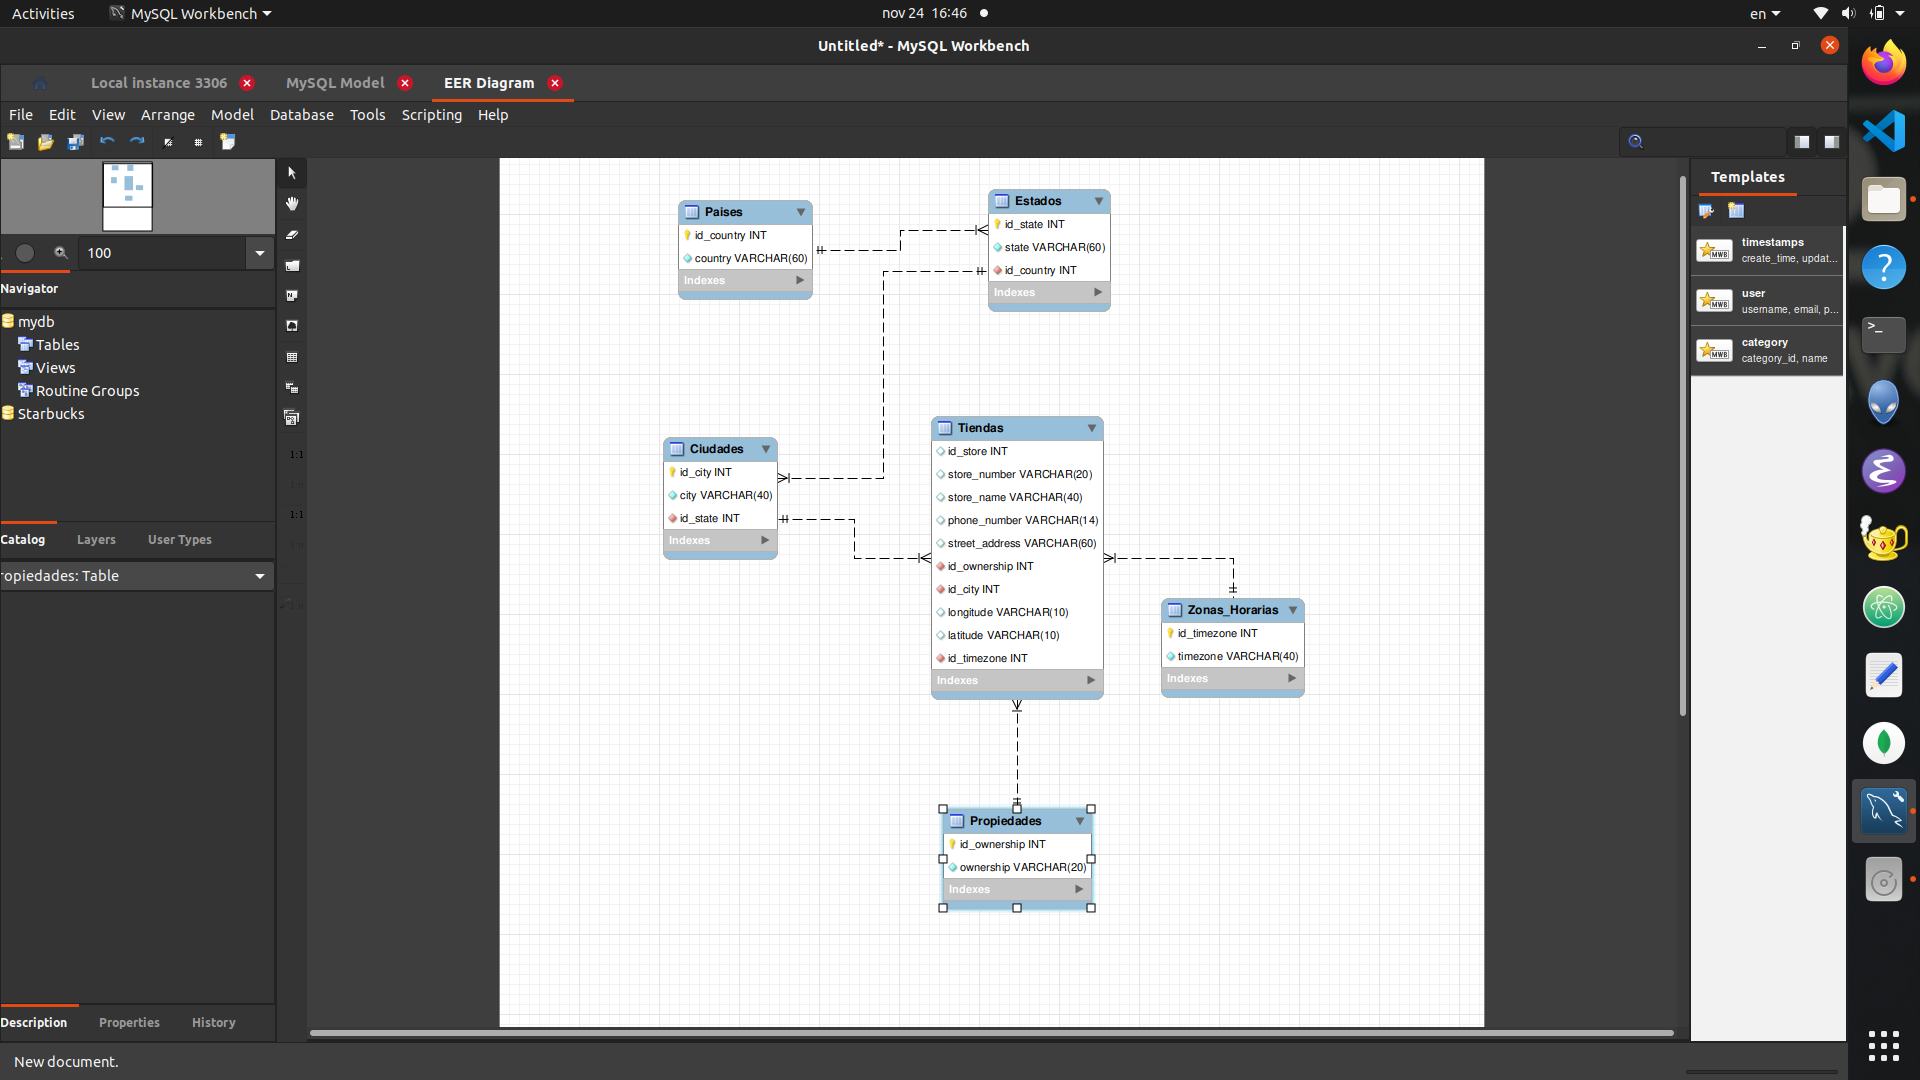 Activities
MySQL Workbench
nov 24 16:46
en
Untitled* - MySQL Workbench
Local instance 3306
MySQL Model
EER Diagram
File Edit View Arrange Model Database Tools Scripting Help
100
Navigator
mydb
Tables
Views
Routine Groups
Starbucks
Catalog
Layers
User Types
ropiedades: Table
Description
Properties
History
New document.
1:1
1:1
Paises
id_country INT
country VARCHAR(60)
Indexes
Estados
id_state INT
state VARCHAR(60)
id_country INT
Indexes
Ciudades
id_city INT
city VARCHAR(40)
id_state INT
Indexes
Tiendas
id_store INT
store_number VARCHAR(20)
store_name VARCHAR(40)
phone_number VARCHAR(14)
street_address VARCHAR(60)
id_ownership INT
id_city INT
longitude VARCHAR(10)
latitude VARCHAR(10)
id_timezone INT
Indexes
Zonas_Horarias
id_timezone INT
timezone VARCHAR(40)
Indexes
Propiedades
id_ownership INT
ownership VARCHAR(20)
Indexes
Templates
MWB
timestamps
create_time, updat...
MWB
user
username, email, p...
MWB
category
category_id, name